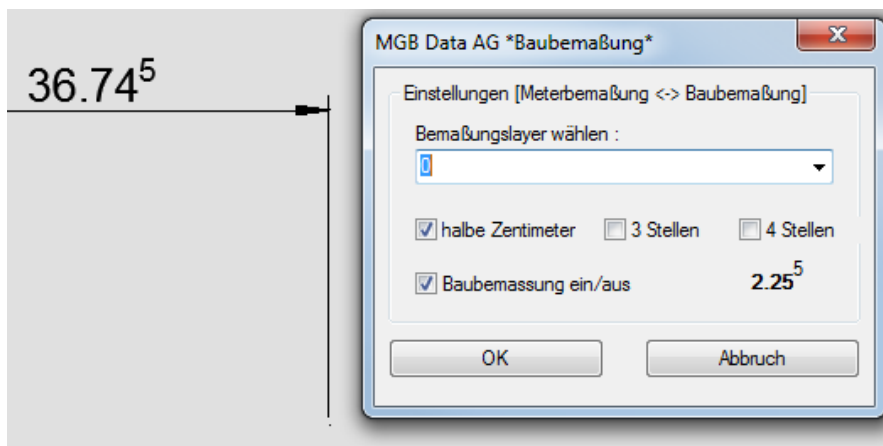 36.74⁵
MGB Data AG *Baubemaßung*
Einstellungen [Meterbemaßung <-> Baubemaßung]
Bemaßungslayer wählen :
0
halbe Zentimeter
3 Stellen
4 Stellen
Baubemassung ein/aus
2.25⁵
OK
Abbruch